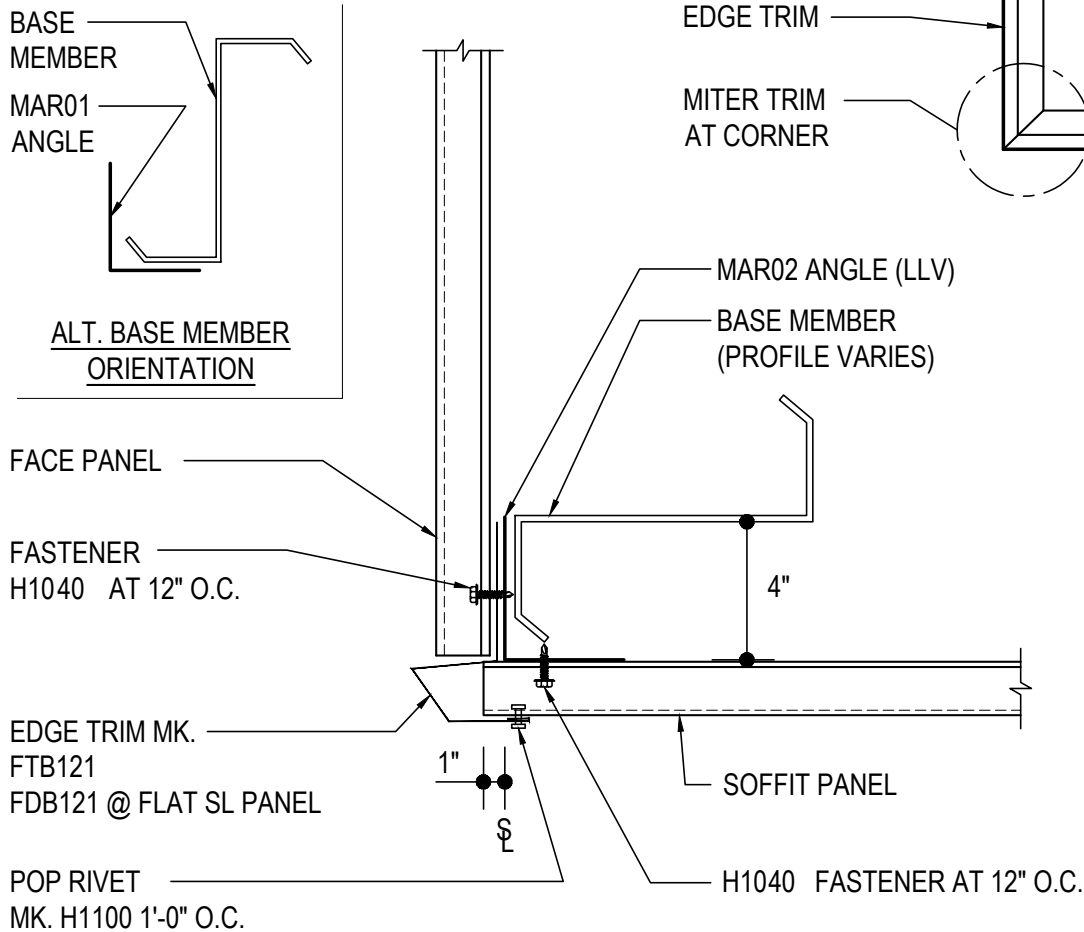 BASE
MEMBER
MAR01
ANGLE
ALT. BASE MEMBER
ORIENTATION
EDGE TRIM
MITER TRIM
AT CORNER
MAR02 ANGLE (LLV)
BASE MEMBER
(PROFILE VARIES)
FACE PANEL
FASTENER
H1040 AT 12" O.C.
4"
EDGE TRIM MK.
FTB121
FDB121 @ FLAT SL PANEL
1"
SL
SOFFIT PANEL
POP RIVET
MK. H1100 1'-0" O.C.
H1040 FASTENER AT 12" O.C.